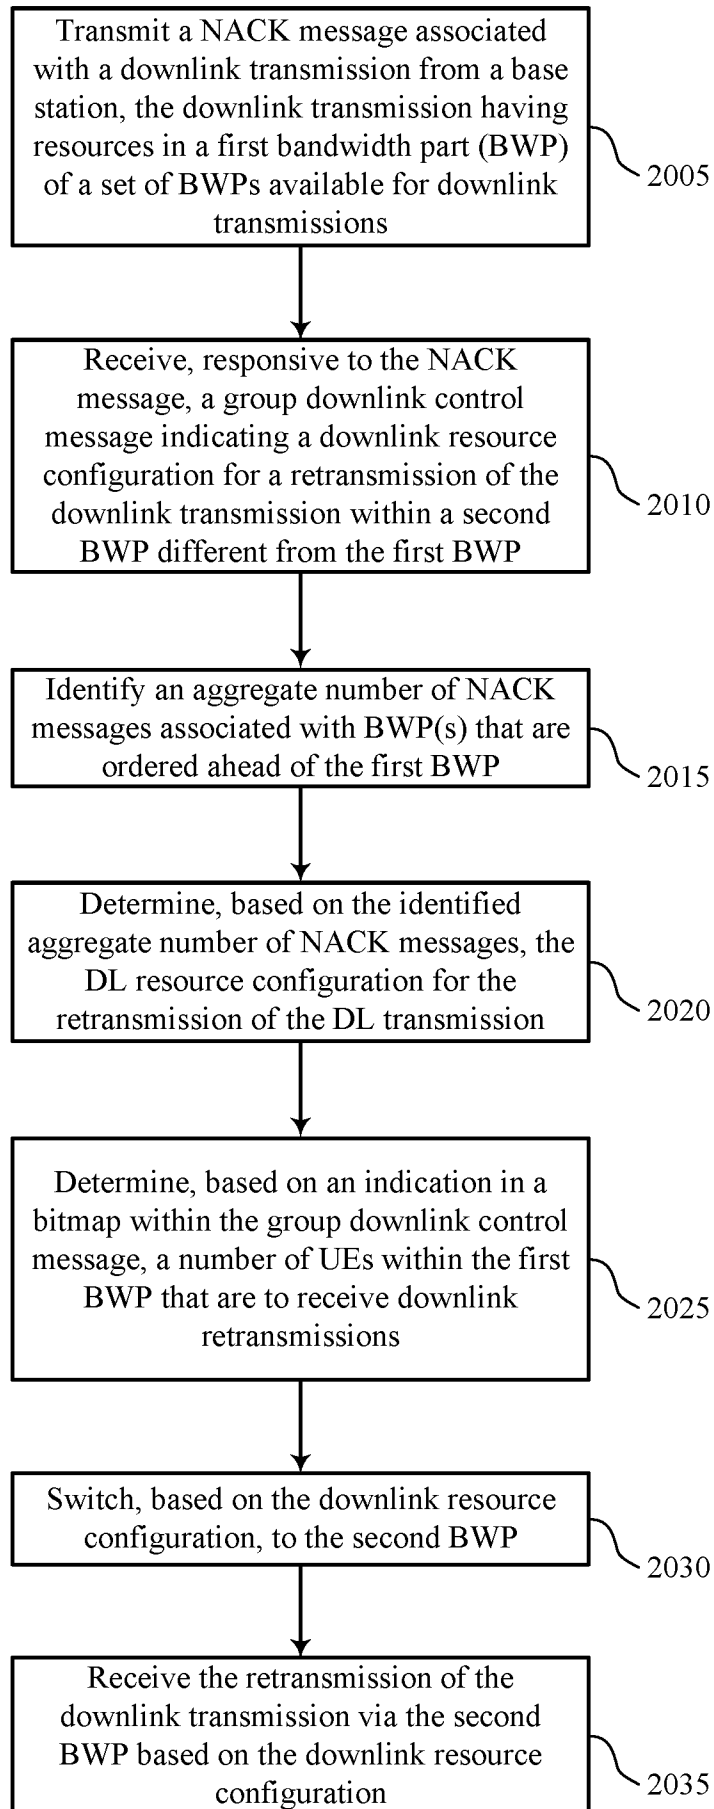 Transmit a NACK message associated
with a downlink transmission from a base
station, the downlink transmission having
resources in a first bandwidth part (BWP)
of a set of BWPs available for downlink
transmissions
2005
Receive, responsive to the NACK
message, a group downlink control
message indicating a downlink resource
configuration for a retransmission of the
downlink transmission within a second
BWP different from the first BWP
2010
Identify an aggregate number of NACK
messages associated with BWP(s) that are
ordered ahead of the first BWP
2015
Determine, based on the identified
aggregate number of NACK messages, the
DL resource configuration for the
retransmission of the DL transmission
2020
Determine, based on an indication in a
bitmap within the group downlink control
message, a number of UEs within the first
BWP that are to receive downlink
retransmissions
2025
Switch, based on the downlink resource
configuration, to the second BWP
2030
Receive the retransmission of the
downlink transmission via the second
BWP based on the downlink resource
configuration
2035